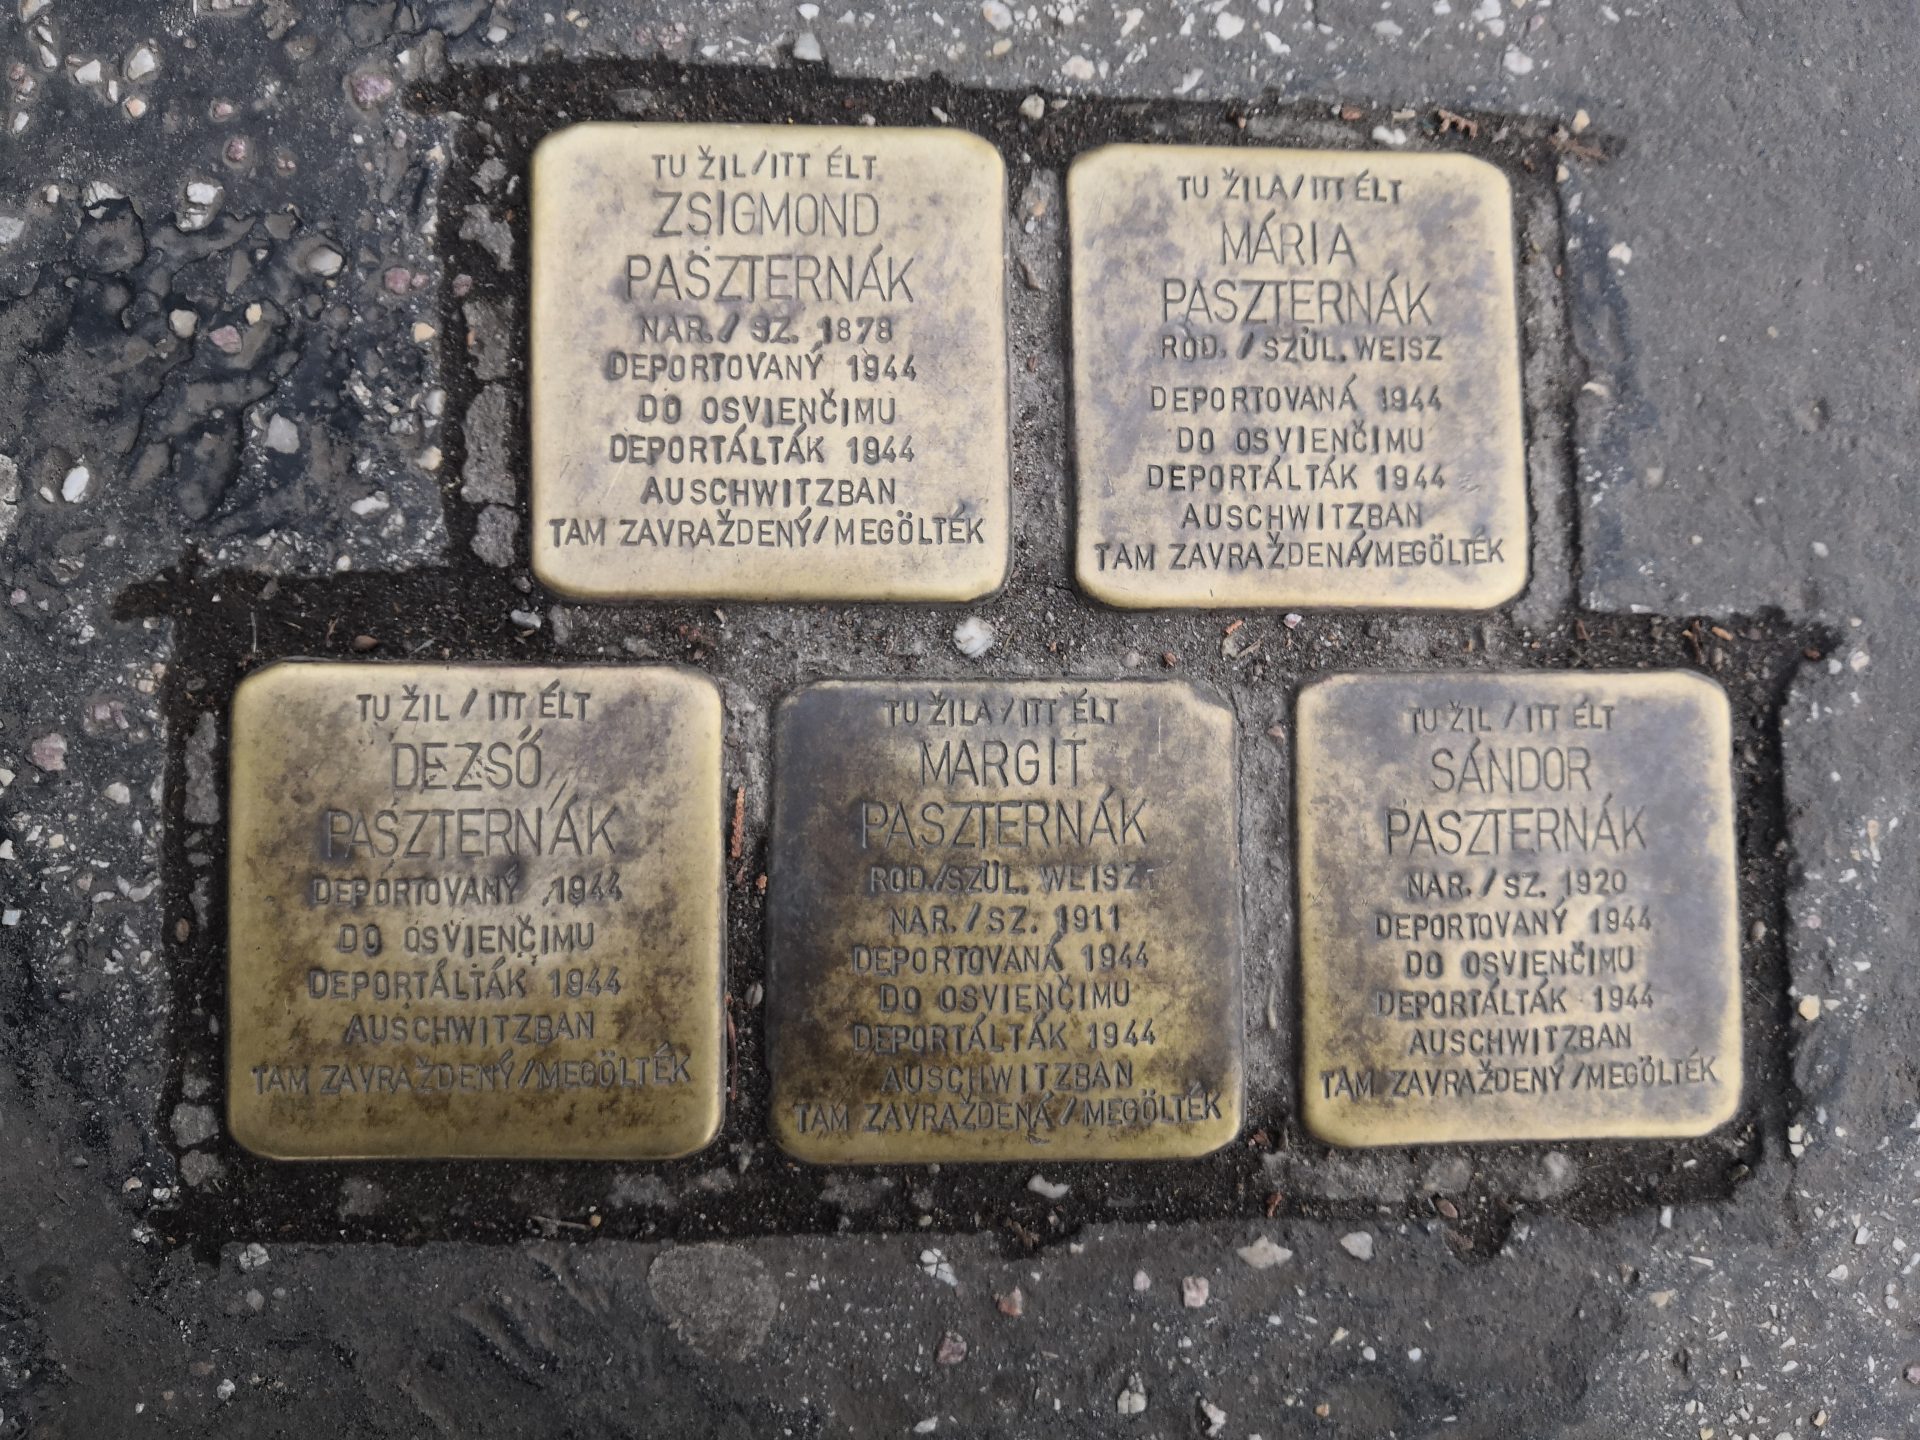 TU ŽIL/ITT ÉLT
ZSIGMOND
PASZTERNÁK
NAR./SZ. 1878
DEPORTOVANÝ 1944
DO OSVIENČIMU
DEPORTÁLTÁK 1944
AUSCHWITZBAN
TAM ZAVRAŽDENÝ/MEGÖLTÉK
TU ŽILA/ITT ÉLT
MÁRIA
PASZTERNÁK
ROD./SZÜL. WEISZ
DEPORTOVANÁ 1944
DO OSVIENČIMU
DEPORTÁLTÁK 1944
AUSCHWITZBAN
TAM ZAVRAŽDENÁ/MEGÖLTÉK
TU ŽIL/ITT ÉLT
DEZSŐ
PASZTERNÁK
DEPORTOVANÝ 1944
DO OSVIENČIMU
DEPORTÁLTÁK 1944
AUSCHWITZBAN
TAM ZAVRAŽDENÝ/MEGÖLTÉK
TU ŽILA/ITT ÉLT
MARGIT
PASZTERNÁK
ROD./SZÜL. WEISZ
NAR./SZ. 1911
DEPORTOVANÁ 1944
DO OSVIENČIMU
DEPORTÁLTÁK 1944
AUSCHWITZBAN
TAM ZAVRAŽDENÁ/MEGÖLTÉK
TU ŽIL/ITT ÉLT
SÁNDOR
PASZTERNÁK
NAR./SZ. 1920
DEPORTOVANÝ 1944
DO OSVIENČIMU
DEPORTÁLTÁK 1944
AUSCHWITZBAN
TAM ZAVRAŽDENÝ/MEGÖLTÉK